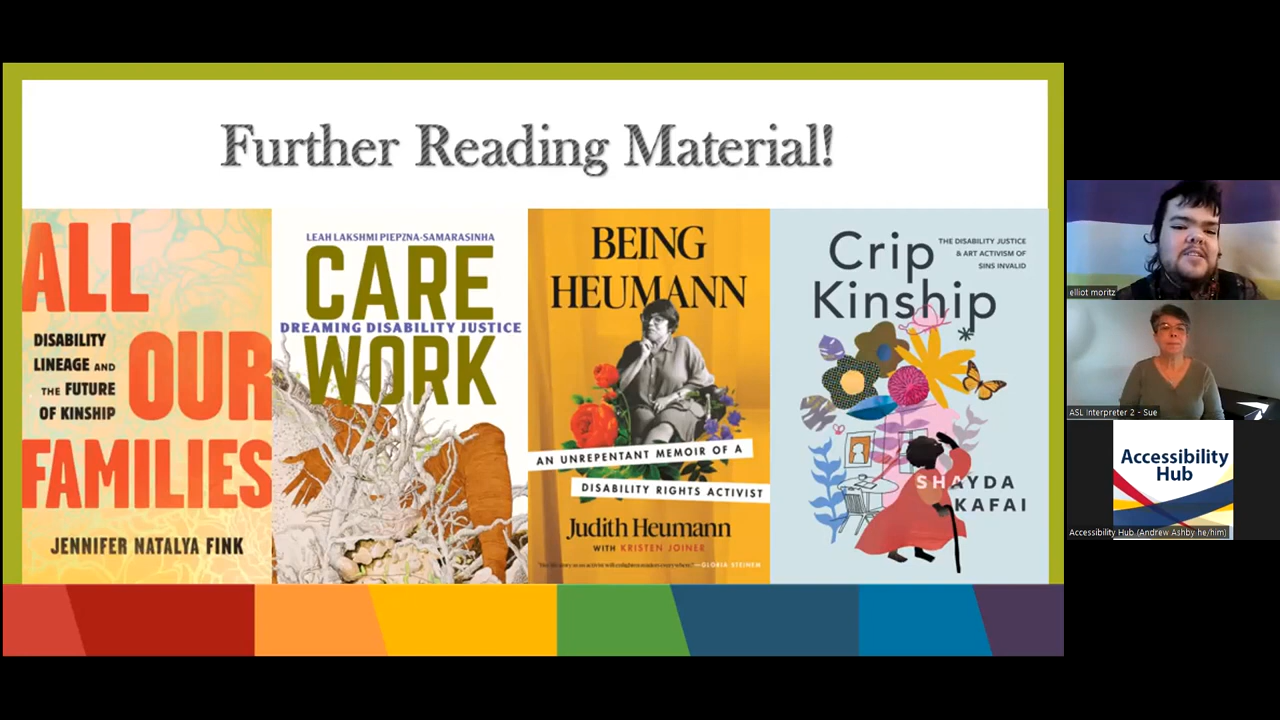 Further Reading Material!
ALL
DISABILITY
LINEAGE AND
THE FUTURE
OF KINSHIP
OUR
FAMILIES
JENNIFER NATALYA FINK
LEAH LAKSHMI PIEPZNA-SAMARASINHA
CARE
DREAMING DISABILITY JUSTICE
WORK
BEING
HEUMANN
AN UNREPENTANT MEMOIR OF A
DISABILITY RIGHTS ACTIVIST
Judith Heumann
WITH KRISTEN JOINER
—GLORIA STEINEM
Crip
Kinship
THE DISABILITY JUSTICE
& ART ACTIVISM OF
SINS INVALID
SHAYDA
KAFAI
elliot moritz
ASL Interpreter 2 - Sue
Accessibility
Hub
Accessibility Hub (Andrew Ashby he/him)